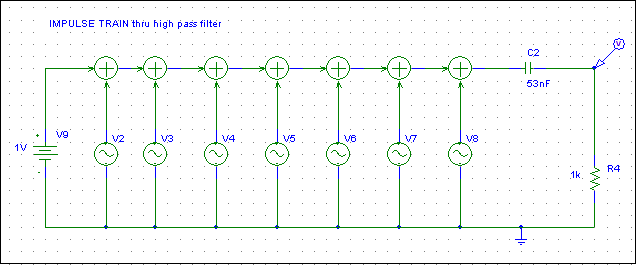 IMPULSE TRAIN thru high pass filter
V
C2
53nF
V9
1V
+
-
V2
V3
V4
V5
V6
V7
V8
R4
1k